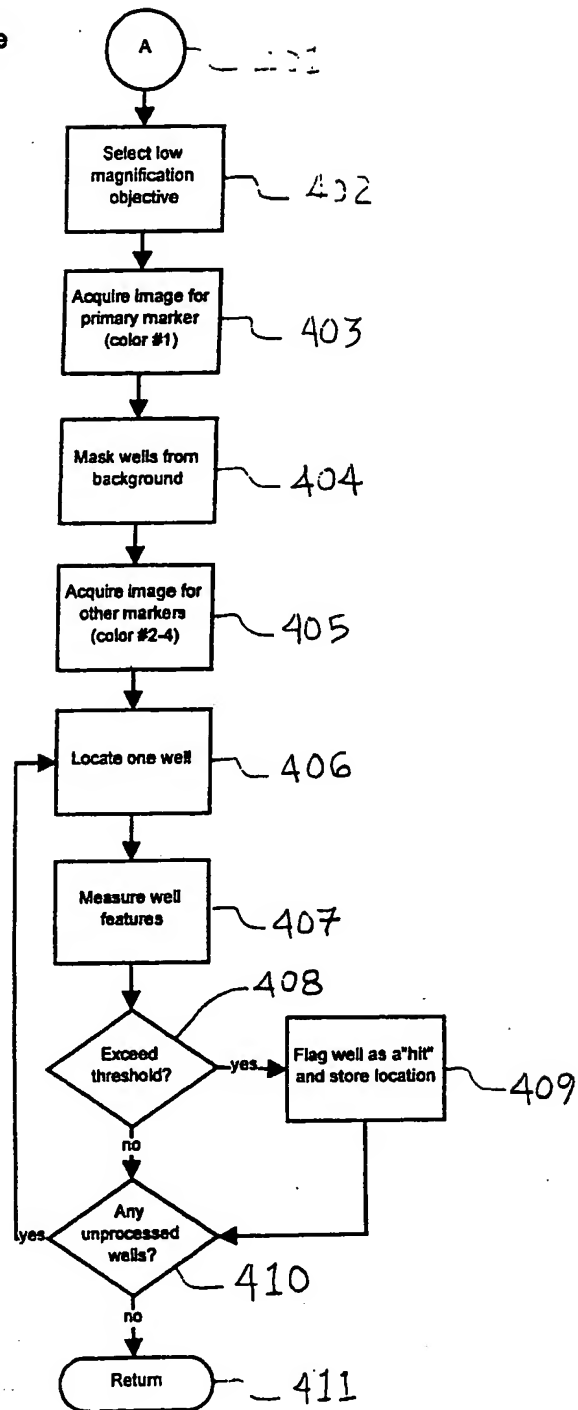 e
A
Select low
magnification
objective
402
Acquire image for
primary marker
(color #1)
403
Mask wells from
background
404
Acquire image for
other markers
(color #2-4)
405
Locate one well
406
Measure well
features
407
408
Exceed
threshold?
yes
Flag well as a"hit"
and store location
409
no
Any
unprocessed
wells?
yes
410
no
Return
411